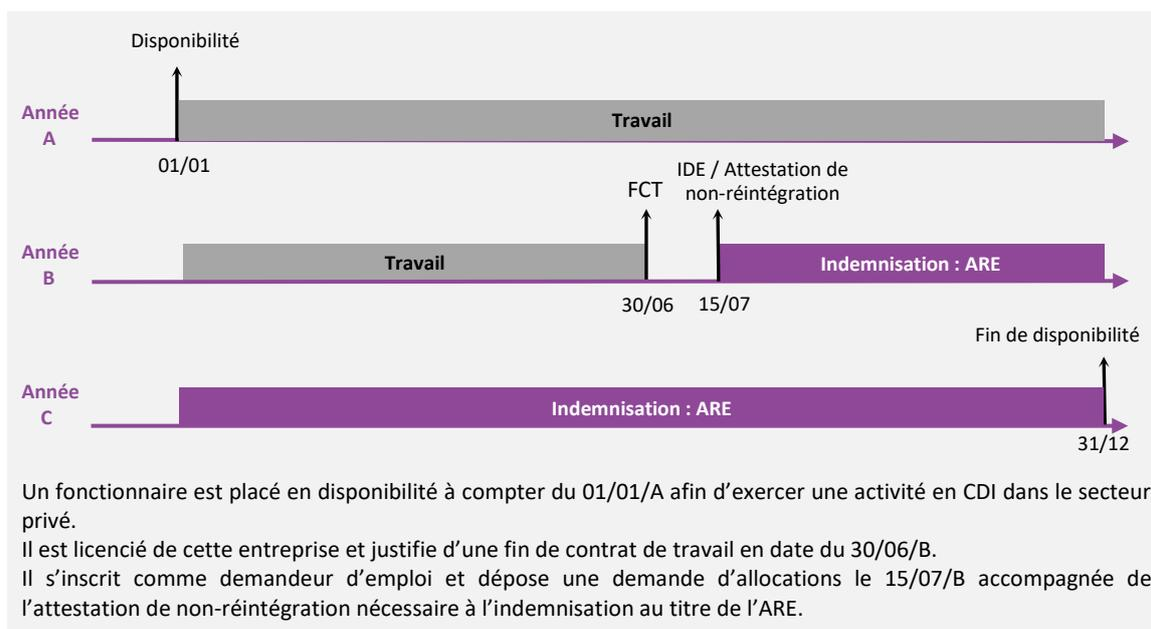 Disponibilité
Année
A
Travail
01/01
IDE / Attestation de
non-réintégration
FCT
Année
B
Travail
Indemnisation : ARE
30/06
15/07
Fin de disponibilité
Année
C
Indemnisation : ARE
31/12
Un fonctionnaire est placé en disponibilité à compter du 01/01/A afin d’exercer une activité en CDI dans le secteur
privé.
Il est licencié de cette entreprise et justifie d’une fin de contrat de travail en date du 30/06/B.
Il s’inscrit comme demandeur d’emploi et dépose une demande d’allocations le 15/07/B accompagnée de
l’attestation de non-réintégration nécessaire à l’indemnisation au titre de l’ARE.